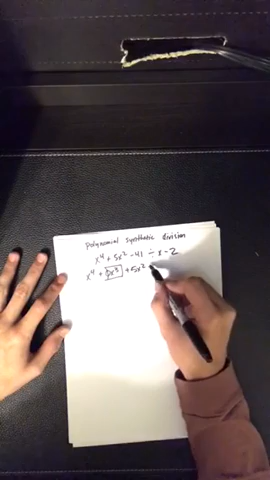 Polynomial synthetic division
x⁴ + 5x² - 41 ÷ x - 2
x⁴ + 0x³ + 5x²